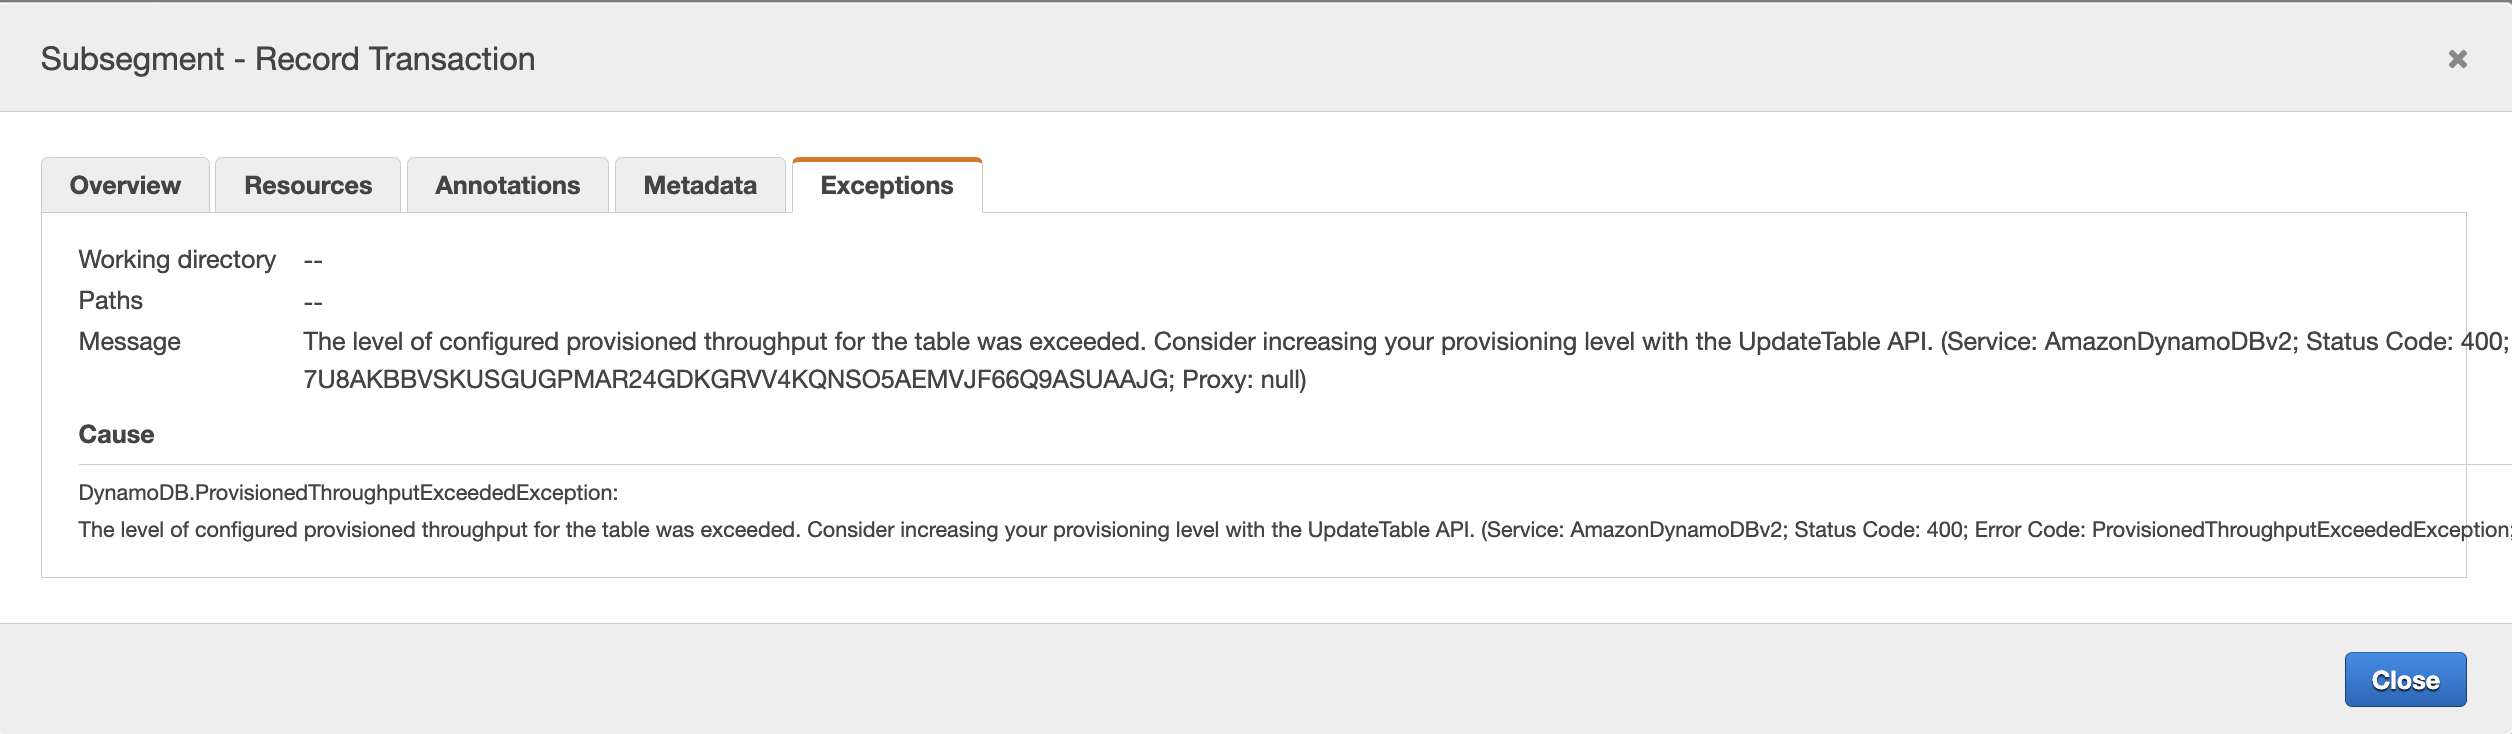 Subsegment - Record Transaction
Overview Resources Annotations Metadata Exceptions
Working directory --
Paths --
Message The level of configured provisioned throughput for the table was exceeded. Consider increasing your provisioning level with the UpdateTable API. (Service: AmazonDynamoDBv2; Status Code: 400;
7U8AKBBVSKUSGUGPMAR24GDKGRVV4KQNSO5AEMVJF66Q9ASUAAJG; Proxy: null)
Cause
DynamoDB.ProvisionedThroughputExceededException:
The level of configured provisioned throughput for the table was exceeded. Consider increasing your provisioning level with the UpdateTable API. (Service: AmazonDynamoDBv2; Status Code: 400; Error Code: ProvisionedThroughputExceededException;
Close